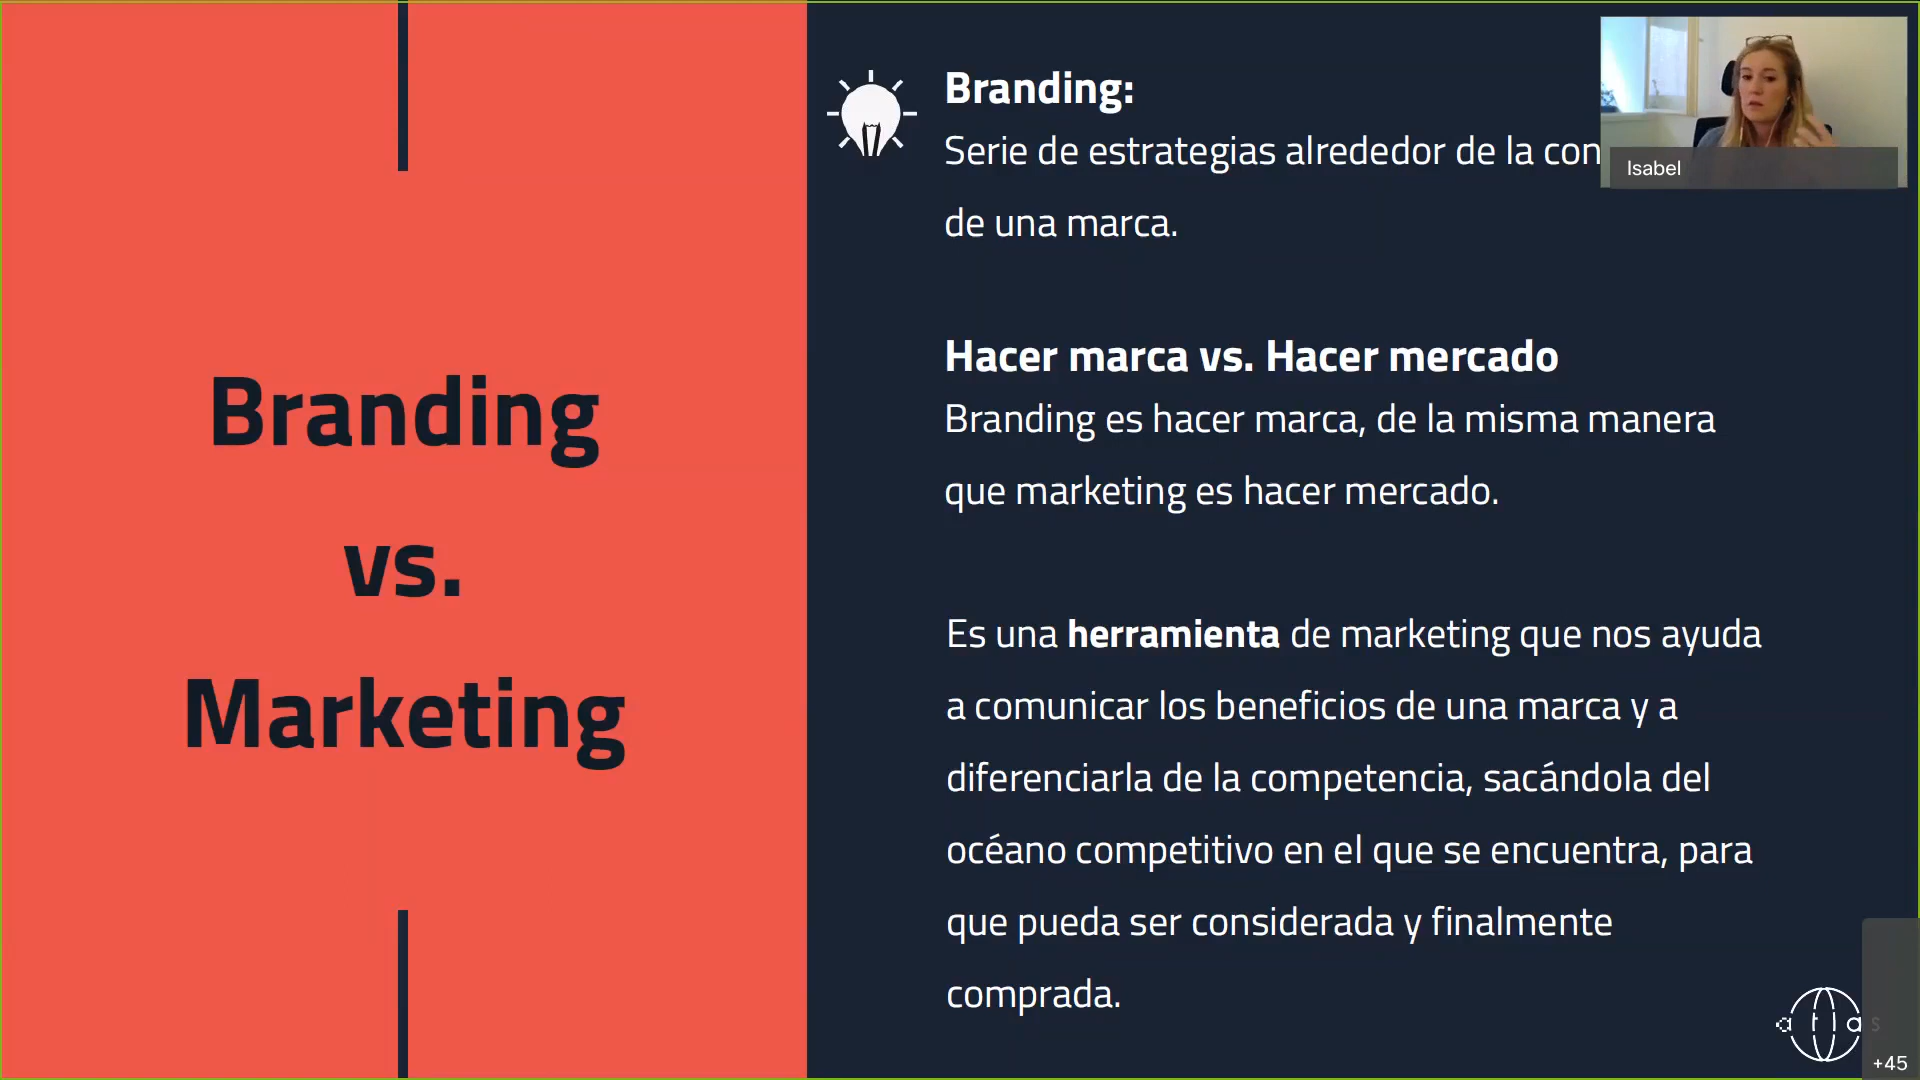 Branding
vs.
Marketing
Branding:
Serie de estrategias alrededor de la con
de una marca.
Hacer marca vs. Hacer mercado
Branding es hacer marca, de la misma manera
que marketing es hacer mercado.
Es una herramienta de marketing que nos ayuda
a comunicar los beneficios de una marca y a
diferenciarla de la competencia, sacándola del
océano competitivo en el que se encuentra, para
que pueda ser considerada y finalmente
comprada.
Isabel
+45